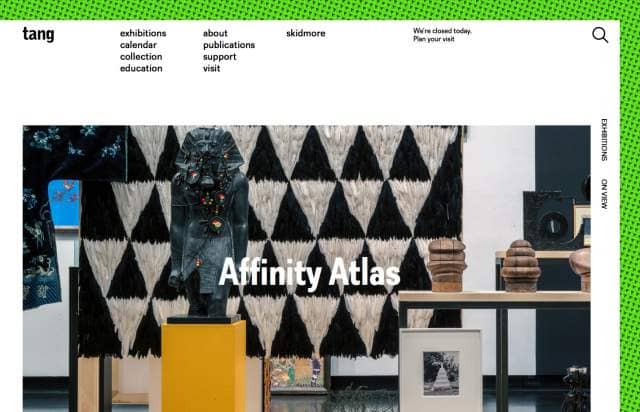 tang
exhibitions
calendar
collection
education
about
publications
support
visit
skidmore
We're closed today.
Plan your visit
EXHIBITIONS
ON VIEW
Affinity Atlas